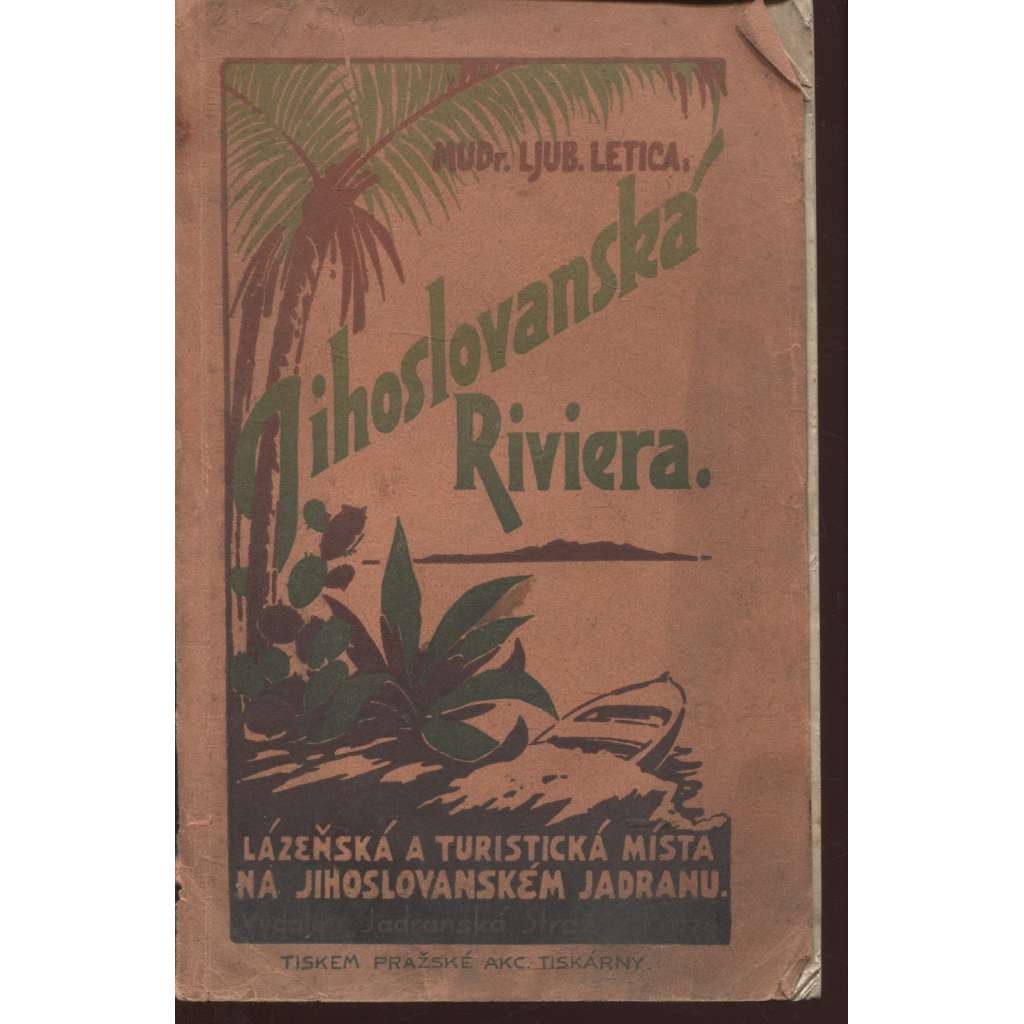 MUDr. LJUB. LETICA.
Jihoslovanská
Riviera.
LÁZEŇSKÁ A TURISTICKÁ MÍSTA
NA JIHOSLOVANSKÉM JADRANU.
Jadranská Stráž
TISKEM PRAŽSKÉ AKC. TISKÁRNY.